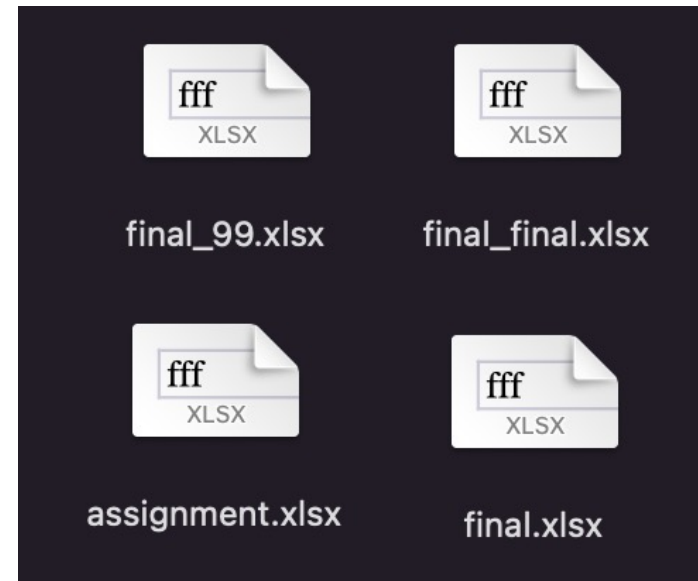 fff
XLSX
final_99.xlsx
fff
XLSX
final_final.xlsx
fff
XLSX
assignment.xlsx
fff
XLSX
final.xlsx